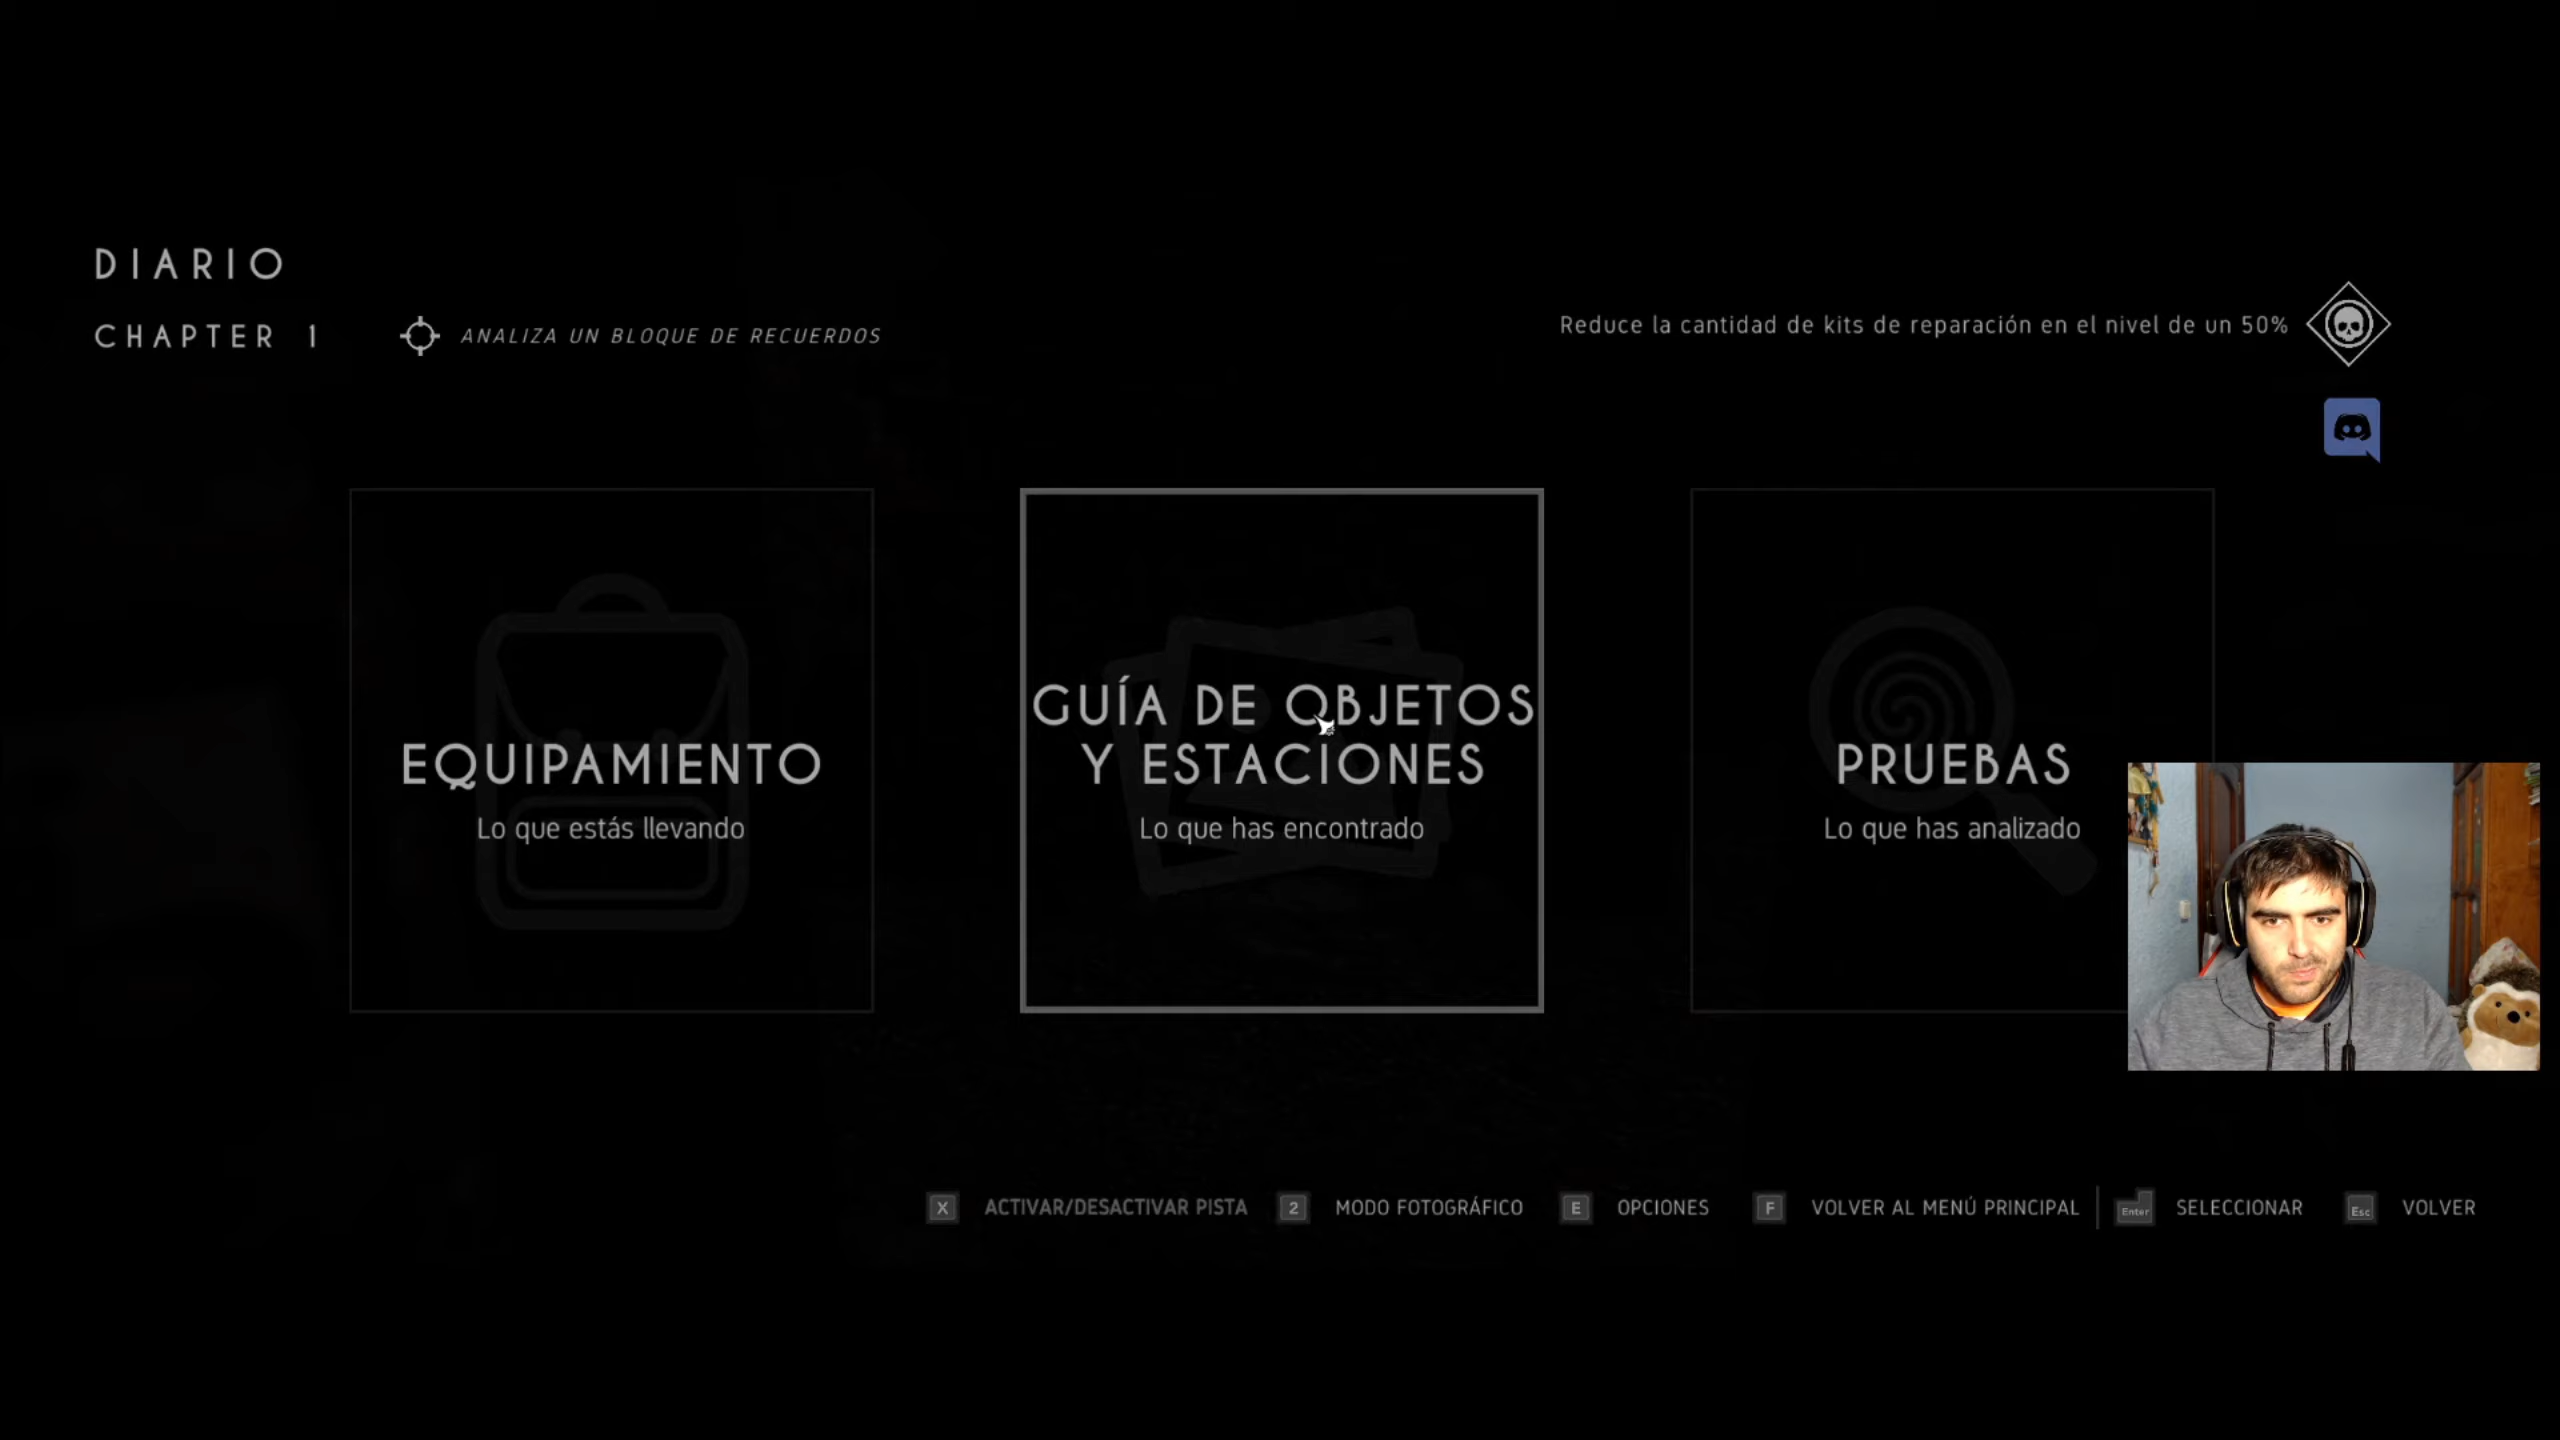 DIARIO
CHAPTER 1
ANALIZA UN BLOQUE DE RECUERDOS
Reduce la cantidad de kits de reparación en el nivel de un 50%
EQUIPAMIENTO
Lo que estás llevando
GUÍA DE OBJETOS
Y ESTACIONES
Lo que has encontrado
PRUEBAS
Lo que has analizado
X ACTIVAR/DESACTIVAR PISTA 2 MODO FOTOGRÁFICO E OPCIONES F VOLVER AL MENÚ PRINCIPAL Enter SELECCIONAR Esc VOLVER